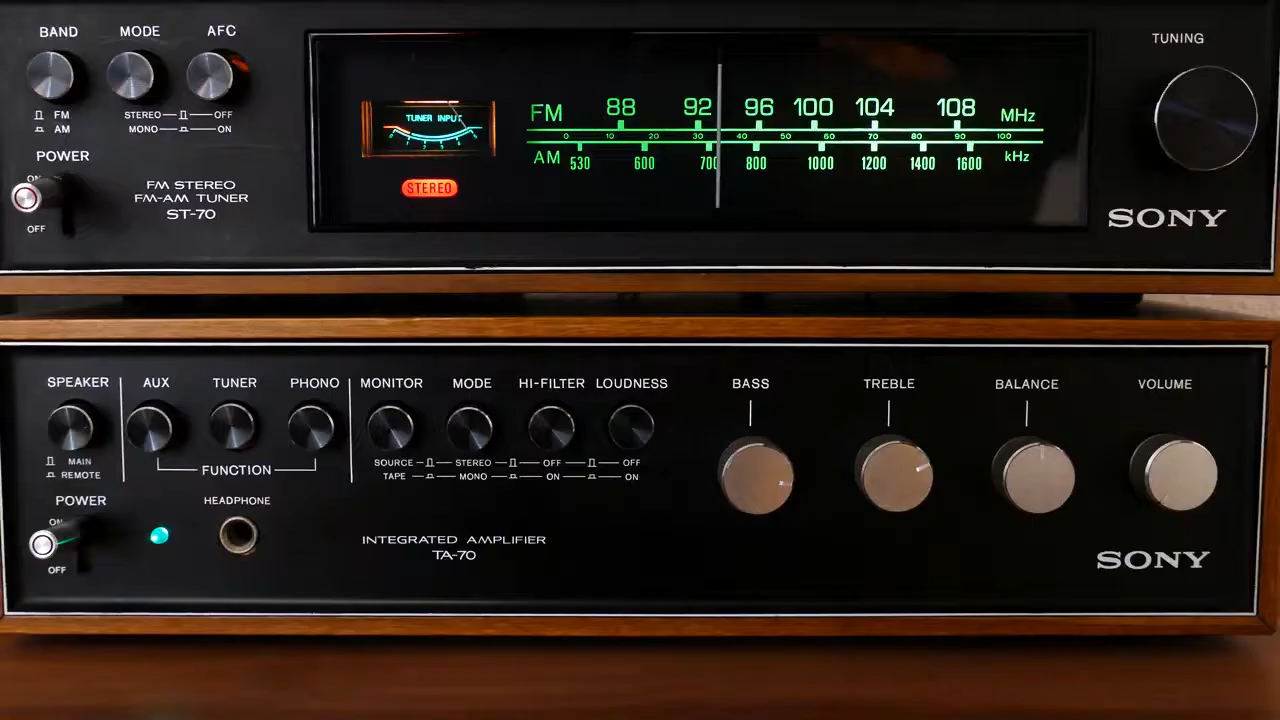 BAND MODE AFC
TUNING
FM
AM
STEREO OFF
MONO ON
POWER
ON
OFF
FM STEREO
FM-AM TUNER
ST-70
TUNER INPUT
STEREO
FM 88 92 96 100 104 108 MHz
0 10 20 30 40 50 60 70 80 90 100
AM 530 600 700 800 1000 1200 1400 1600 kHz
SONY
SPEAKER AUX TUNER PHONO MONITOR MODE HI-FILTER LOUDNESS BASS TREBLE BALANCE VOLUME
MAIN
REMOTE
FUNCTION
SOURCE STEREO OFF OFF
TAPE MONO ON ON
POWER
ON
OFF
HEADPHONE
INTEGRATED AMPLIFIER
TA-70
SONY